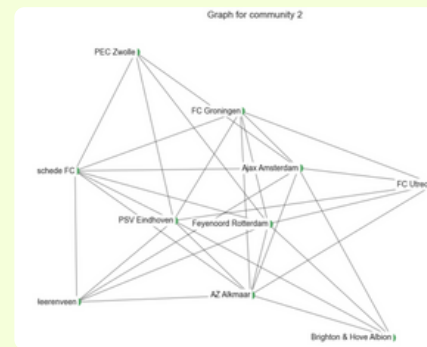 Graph for community 2
PEC Zwolle
FC Groningen
schede FC
Ajax Amsterdam
FC Utrec
PSV Eindhoven
Feyenoord Rotterdam
leerenveen
AZ Alkmaar
Brighton & Hove Albion